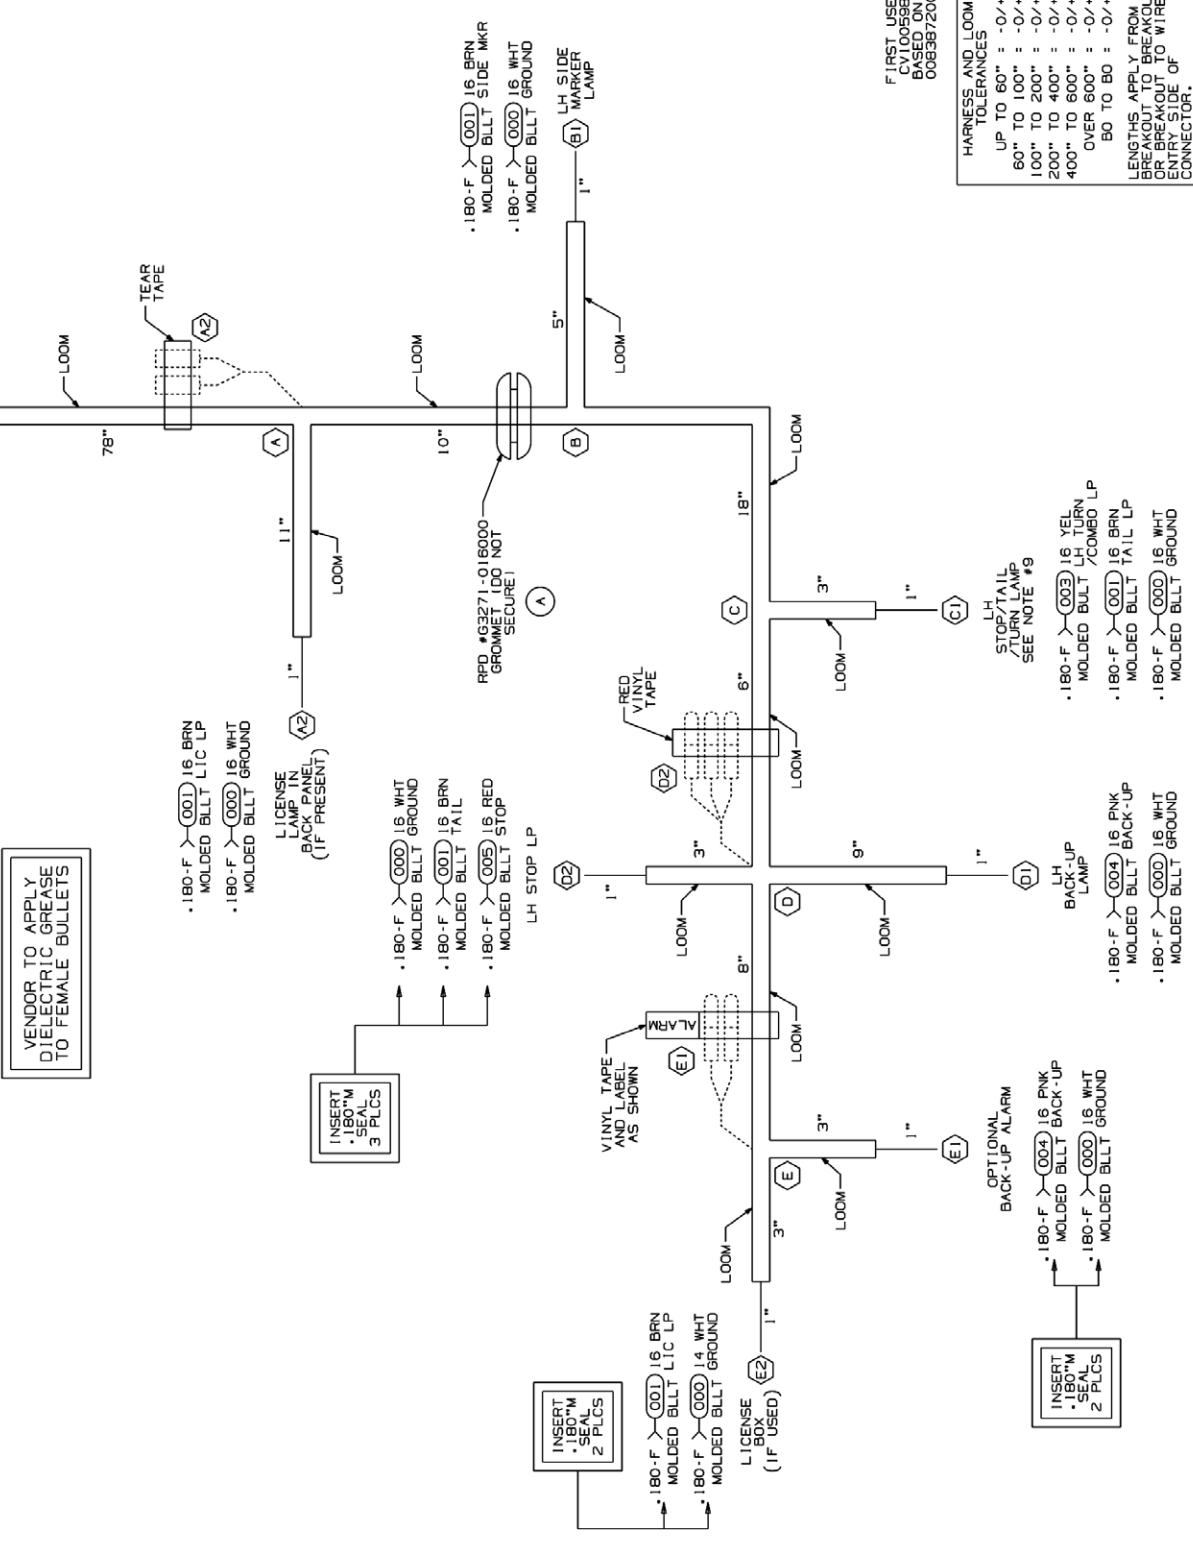 VENDOR TO APPLY
DIELECTRIC GREASE
TO FEMALE BULLETS
.180-F 001 16 BRN
MOLDED BLLT LIC LP
.180-F 000 16 WHT
MOLDED BLLT GROUND
A2
LICENSE
LAMP IN
BACK PANEL
(IF PRESENT)
1"
11"
LOOM
A
78"
LOOM
TEAR
TAPE
A2
10"
LOOM
RPD #G3271-016000
GROMMET (DO NOT
SECURE)
A
B
5"
LOOM
1"
B1
LH SIDE
MARKER
LAMP
.180-F 001 16 BRN
MOLDED BLLT SIDE MKR
.180-F 000 16 WHT
MOLDED BLLT GROUND
INSERT
.180"M
SEAL
3 PLCS
.180-F 000 16 WHT
MOLDED BLLT GROUND
.180-F 001 16 BRN
MOLDED BLLT TAIL
.180-F 005 16 RED
MOLDED BLLT STOP
LH STOP LP
D2
1"
3"
LOOM
RED
VINYL
TAPE
D2
18"
LOOM
C
6"
LOOM
3"
LOOM
1"
C1
LH
STOP/TAIL
/TURN LAMP
SEE NOTE #9
.180-F 003 16 YEL
MOLDED BULT LH TURN
/COMBO LP
.180-F 001 16 BRN
MOLDED BLLT TAIL LP
.180-F 000 16 WHT
MOLDED BLLT GROUND
D
9"
LOOM
1"
D1
LH
BACK-UP
LAMP
.180-F 004 16 PNK
MOLDED BLLT BACK-UP
.180-F 000 16 WHT
MOLDED BLLT GROUND
8"
LOOM
VINYL TAPE
AND LABEL
AS SHOWN
ALARM
E1
E
3"
LOOM
1"
E1
OPTIONAL
BACK-UP ALARM
.180-F 004 16 PNK
MOLDED BLLT BACK-UP
.180-F 000 16 WHT
MOLDED BLLT GROUND
INSERT
.180"M
SEAL
2 PLCS
LOOM
3"
1"
E2
LICENSE
BOX
(IF USED)
.180-F 001 16 BRN
MOLDED BLLT LIC LP
.180-F 000 14 WHT
MOLDED BLLT GROUND
INSERT
.180"M
SEAL
2 PLCS
FIRST USE
CV100598
BASED ON
00838720
HARNESS AND LOOM
TOLERANCES
UP TO 60" = -0/+
60" TO 100" = -0/+
100" TO 200" = -0/+
200" TO 400" = -0/+
400" TO 600" = -0/+
OVER 600" = -0/+
BO TO BO = -0/+
LENGTHS APPLY FROM
BREAKOUT TO BREAKOU
OR BREAKOUT TO WIRE
ENTRY SIDE OF
CONNECTOR.